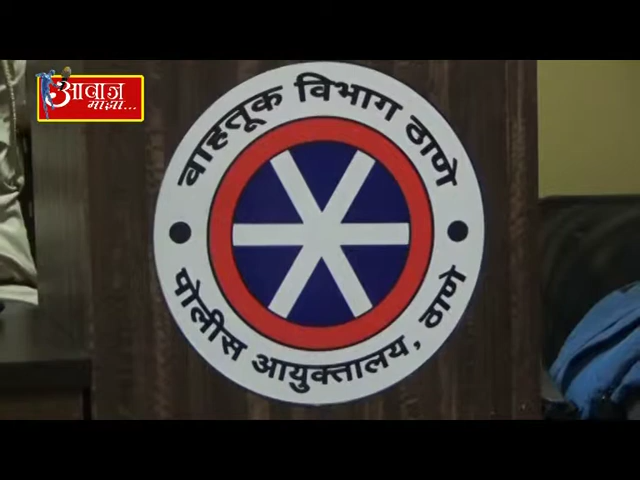 आवाज
माझा...
वाहतूक विभाग ठाणे
पोलीस आयुक्तालय, ठाणे